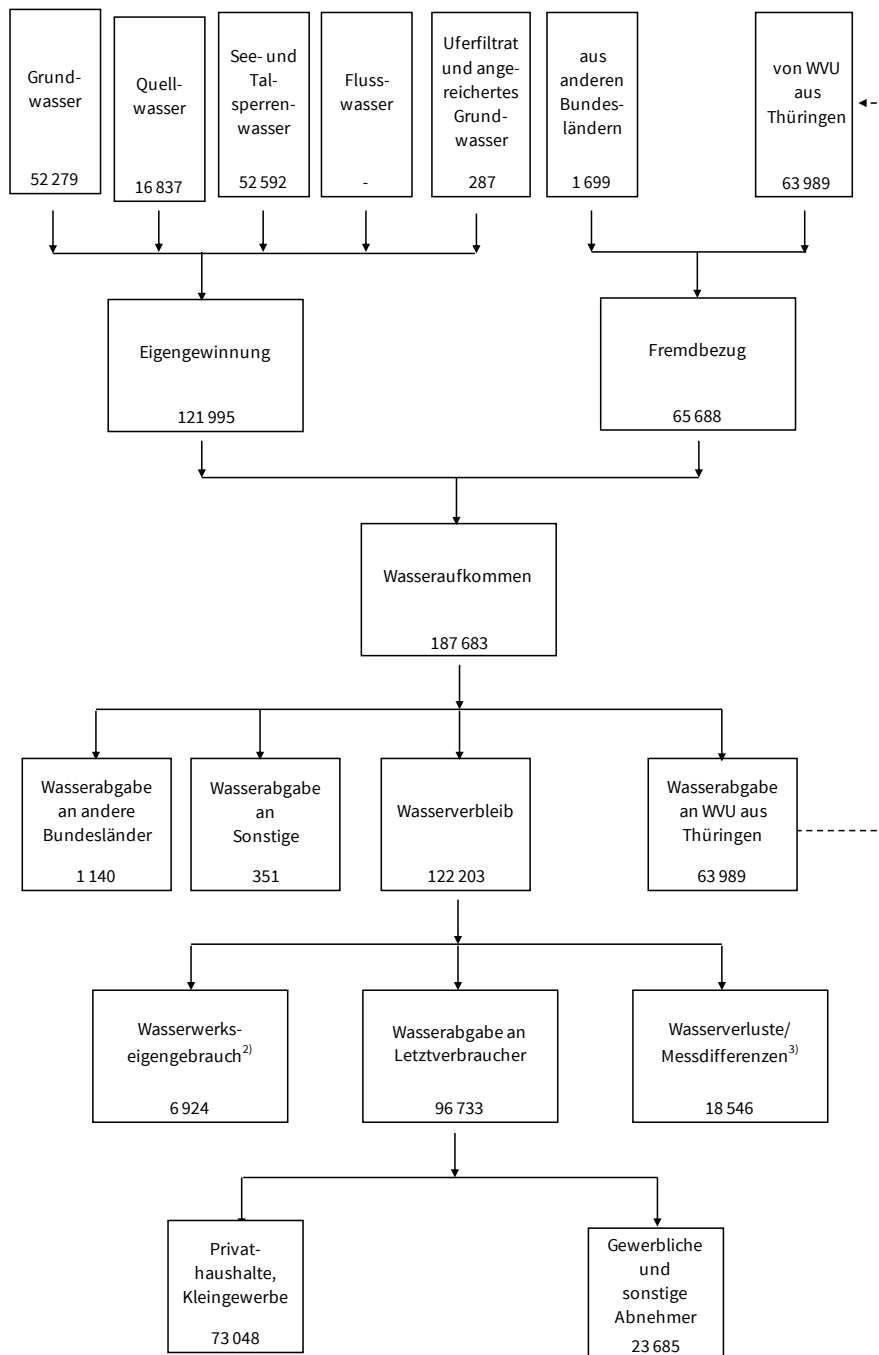 Grund-
wasser
52 279
Quell-
wasser
16 837
See- und
Tal-
sperren-
wasser
52 592
Fluss-
wasser
-
Uferfiltrat
und ange-
reichertes
Grund-
wasser
287
aus
anderen
Bundes-
ländern
1 699
von WVU
aus
Thüringen
63 989
Eigengewinnung
121 995
Fremdbezug
65 688
Wasseraufkommen
187 683
Wasserabgabe
an andere
Bundesländer
1 140
Wasserabgabe
an
Sonstige
351
Wasserverbleib
122 203
Wasserabgabe
an WVU aus
Thüringen
63 989
Wasserwerks-
eigengebrauch2)
6 924
Wasserabgabe an
Letztverbraucher
96 733
Wasserverluste/
Messdifferenzen3)
18 546
Privat-
haushalte,
Kleingewerbe
73 048
Gewerbliche
und
sonstige
Abnehmer
23 685